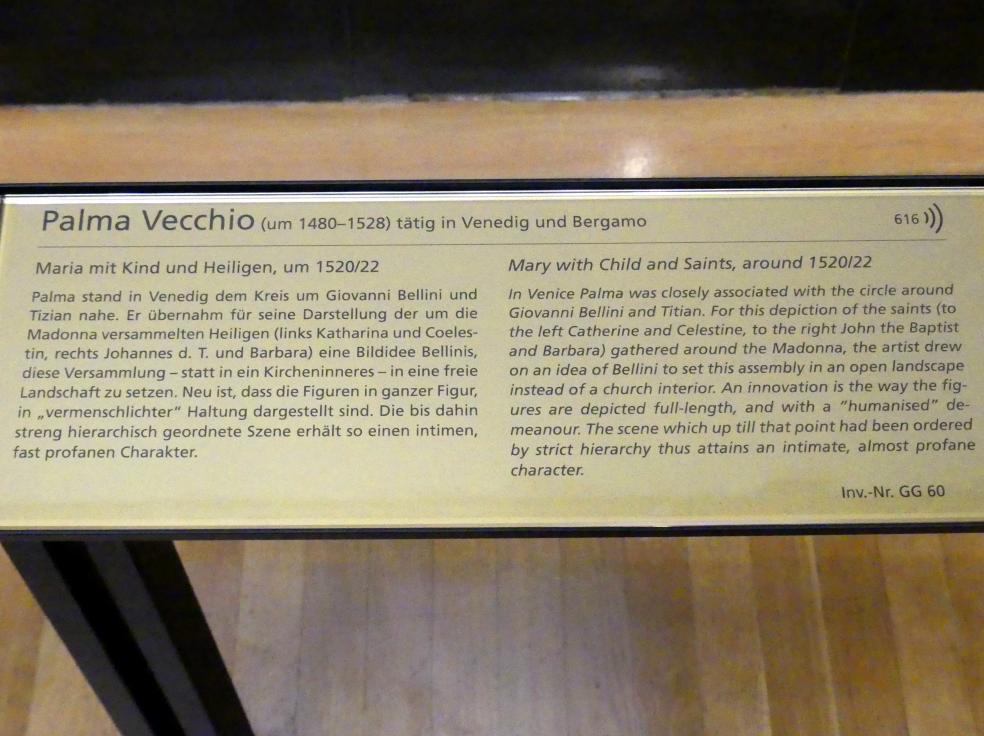 Palma Vecchio (um 1480–1528) tätig in Venedig und Bergamo
616
Maria mit Kind und Heiligen, um 1520/22
Palma stand in Venedig dem Kreis um Giovanni Bellini und
Tizian nahe. Er übernahm für seine Darstellung der um die
Madonna versammelten Heiligen (links Katharina und Coeles-
tin, rechts Johannes d. T. und Barbara) eine Bildidee Bellinis,
diese Versammlung – statt in ein Kircheninneres – in eine freie
Landschaft zu setzen. Neu ist, dass die Figuren in ganzer Figur,
in „vermenschlichter“ Haltung dargestellt sind. Die bis dahin
streng hierarchisch geordnete Szene erhält so einen intimen,
fast profanen Charakter.
Mary with Child and Saints, around 1520/22
In Venice Palma was closely associated with the circle around
Giovanni Bellini and Titian. For this depiction of the saints (to
the left Catherine and Celestine, to the right John the Baptist
and Barbara) gathered around the Madonna, the artist drew
on an idea of Bellini to set this assembly in an open landscape
instead of a church interior. An innovation is the way the fig-
ures are depicted full-length, and with a "humanised" de-
meanour. The scene which up till that point had been ordered
by strict hierarchy thus attains an intimate, almost profane
character.
Inv.-Nr. GG 60